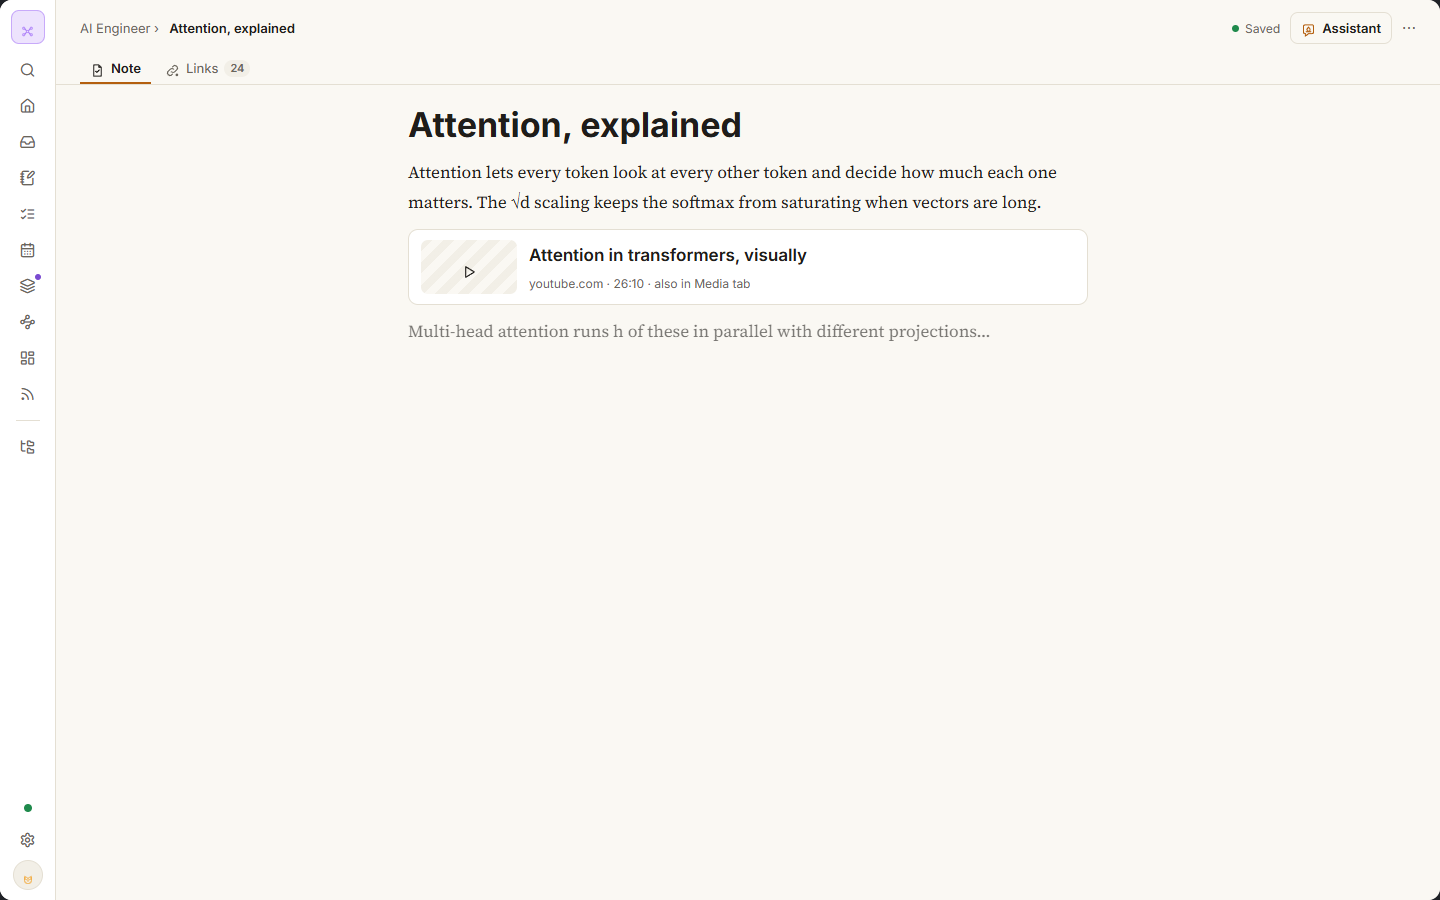 AI Engineer › Attention, explained
Saved
Assistant
Note
Links 24
Attention, explained
Attention lets every token look at every other token and decide how much each one
matters. The √d scaling keeps the softmax from saturating when vectors are long.
Attention in transformers, visually
youtube.com · 26:10 · also in Media tab
Multi-head attention runs h of these in parallel with different projections...